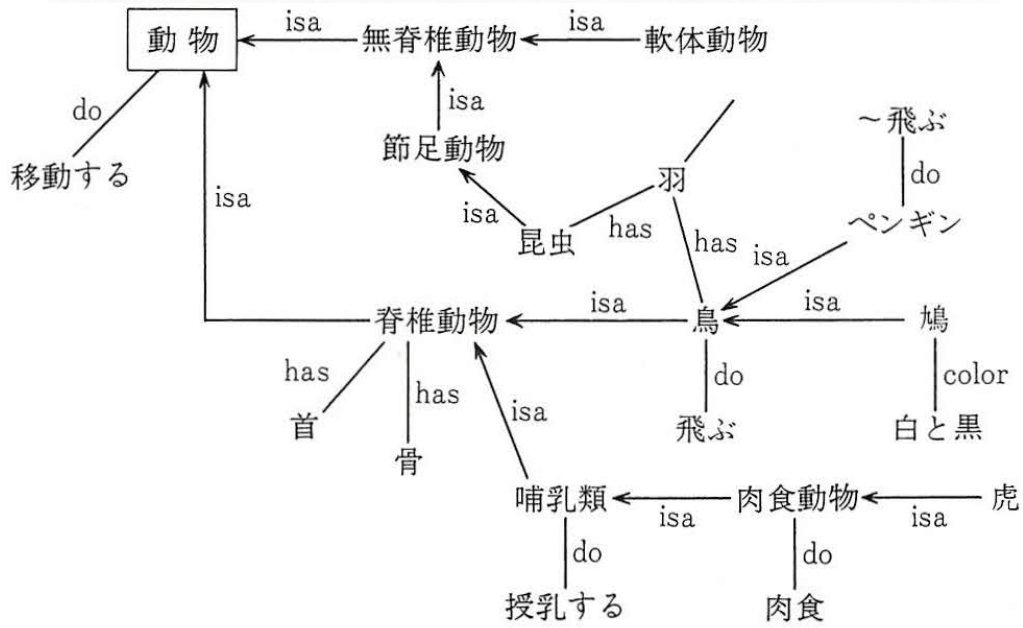 動物 isa 無脊椎動物 isa 軟体動物
do
isa
~飛ぶ
節足動物
移動する
羽
do
isa
isa
昆虫 has
has
isa
ペンギン
脊椎動物 isa 鳥 isa 鳩
has
has
isa
do
color
首
骨
飛ぶ
白と黒
哺乳類 isa 肉食動物 isa 虎
do
do
授乳する
肉食